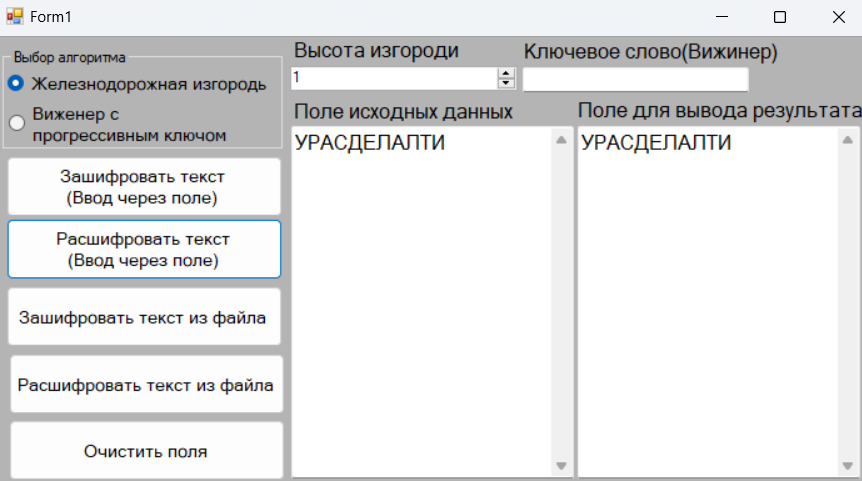 Form1
Выбор алгоритма
Железнодорожная изгородь
Виженер с
прогрессивным ключом
Зашифровать текст
(Ввод через поле)
Расшифровать текст
(Ввод через поле)
Зашифровать текст из файла
Расшифровать текст из файла
Очистить поля
Высота изгороди
1
Ключевое слово(Вижинер)
Поле исходных данных
УРАСДЕЛАЛТИ
Поле для вывода результата
УРАСДЕЛАЛТИ